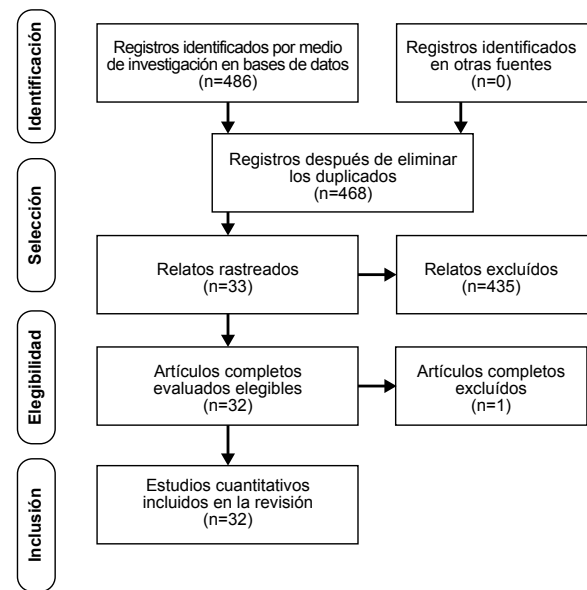 Identificación
Registros identificados por medio
de investigación en bases de datos
(n=486)
Registros identificados
en otras fuentes
(n=0)
Registros después de eliminar
los duplicados
(n=468)
Selección
Relatos rastreados
(n=33)
Relatos excluídos
(n=435)
Elegibilidad
Artículos completos
evaluados elegibles
(n=32)
Artículos completos
excluídos
(n=1)
Inclusión
Estudios cuantitativos
incluidos en la revisión
(n=32)